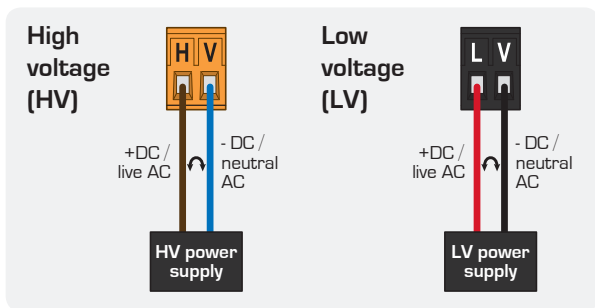 High
voltage
(HV)
H V
+DC /
live AC
- DC /
neutral
AC
HV power
supply
Low
voltage
(LV)
L V
+DC /
live AC
- DC /
neutral
AC
LV power
supply